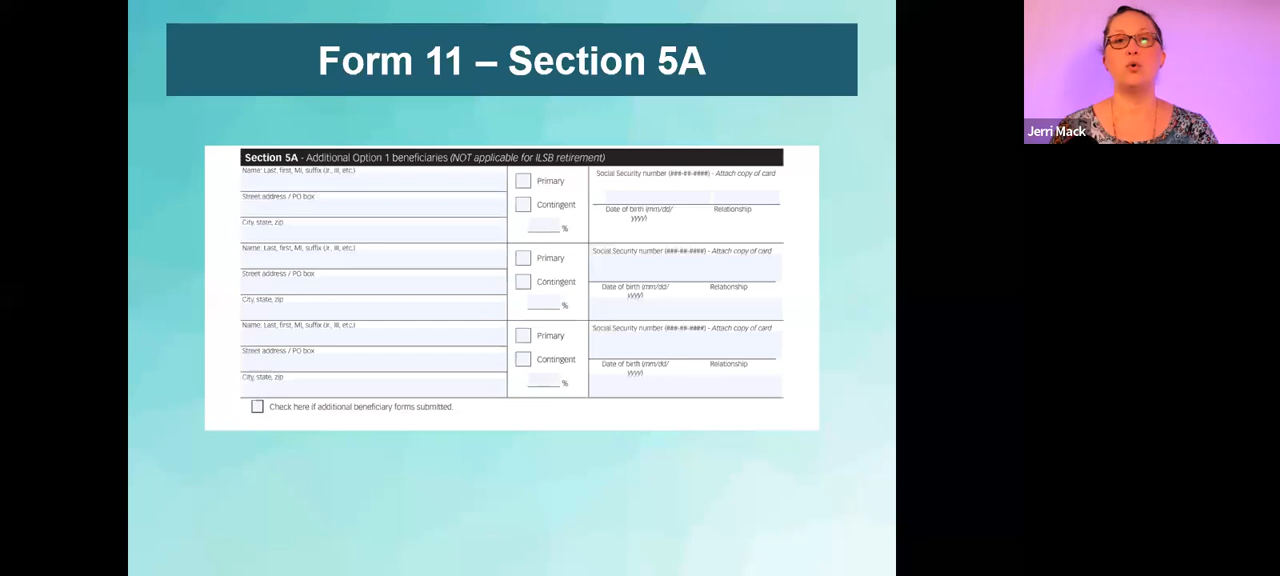 Form 11 – Section 5A
Jerri Mack
Section 5A - Additional Option 1 beneficiaries (NOT applicable for ILSB retirement)
Name: Last, first, MI, suffix (Jr., III, etc.)
Street address / PO box
City, state, zip
Primary
Contingent
%
Social Security number (###-##-####) - Attach copy of card
Date of birth (mm/dd/
yyyy)
Relationship
Name: Last, first, MI, suffix (Jr., III, etc.)
Street address / PO box
City, state, zip
Primary
Contingent
%
Social Security number (###-##-####) - Attach copy of card
Date of birth (mm/dd/
yyyy)
Relationship
Name: Last, first, MI, suffix (Jr., III, etc.)
Street address / PO box
City, state, zip
Primary
Contingent
%
Social Security number (###-##-####) - Attach copy of card
Date of birth (mm/dd/
yyyy)
Relationship
Check here if additional beneficiary forms submitted.